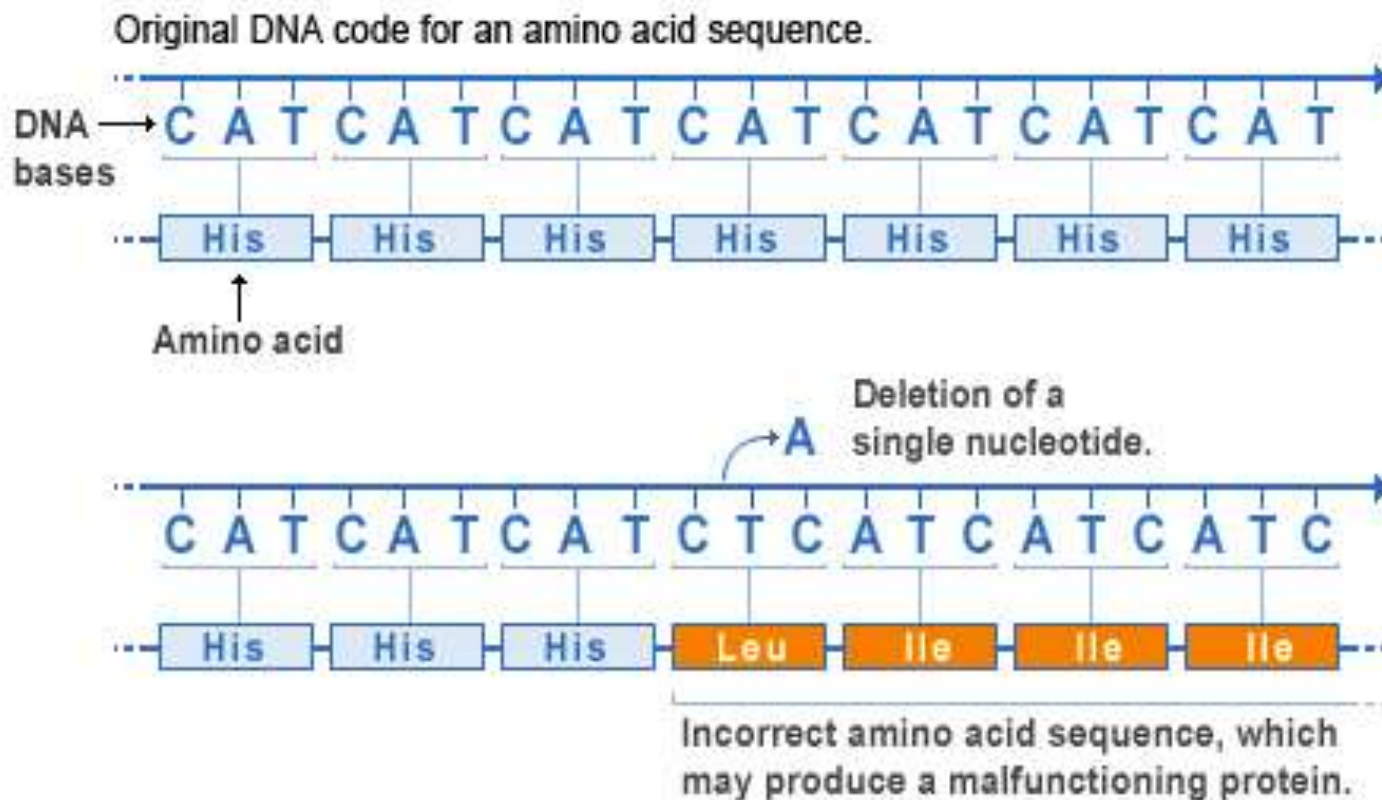 Original DNA code for an amino acid sequence.
DNA bases
C A T C A T C A T C A T C A T C A T C A T
His His His His His His His
Amino acid
A
Deletion of a
single nucleotide.
C A T C A T C A T C T C A T C A T C A T C
His His His Leu Ile Ile Ile
Incorrect amino acid sequence, which
may produce a malfunctioning protein.